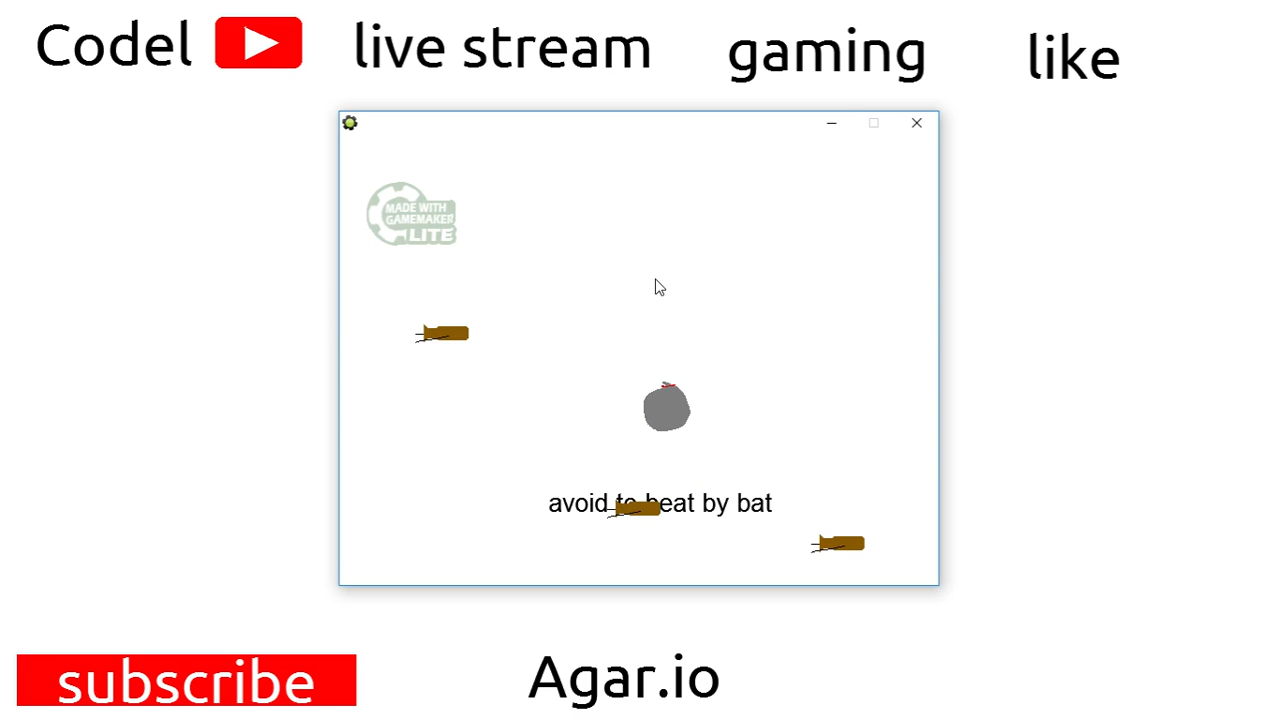 Codel
live stream
gaming
like
MADE WITH
GAMEMAKER
LITE
avoid to beat by bat
subscribe
Agar.io